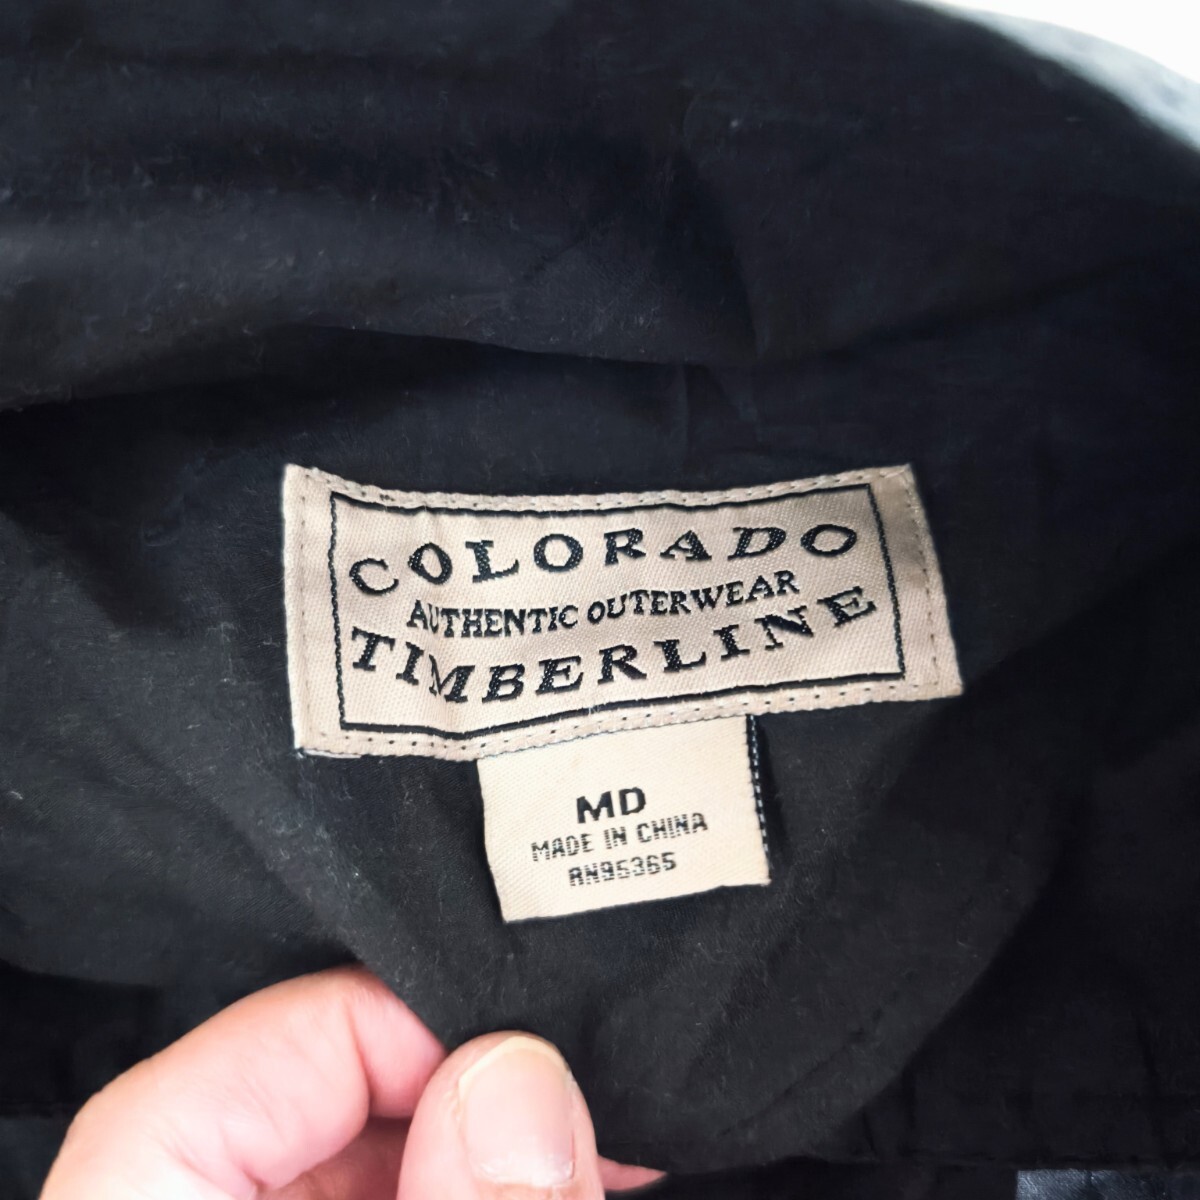 COLORADO
AUTHENTIC OUTERWEAR
TIMBERLINE
MD
MADE IN CHINA
RN95365